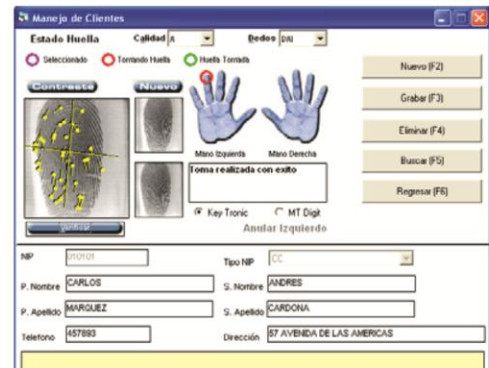 Manejo de Clientes
Estado Huella Calidad A Dedos DAI
Seleccionado Tomando Huella Huella Tomada
Nuevo (F2)
Contraste Nuevo
Grabar (F3)
Eliminar (F4)
Mano Izquierda Mano Derecha
Buscar (F5)
Toma realizada con exito
Regresar (F6)
Key Tronic MT Digit
Verificar Anular Izquierdo
NIP 010101 Tipo NIP CC
P. Nombre CARLOS S. Nombre ANDRES
P. Apellido MARQUEZ S. Apellido CARDONA
Telefono 457893 Dirección 57 AVENIDA DE LAS AMERICAS